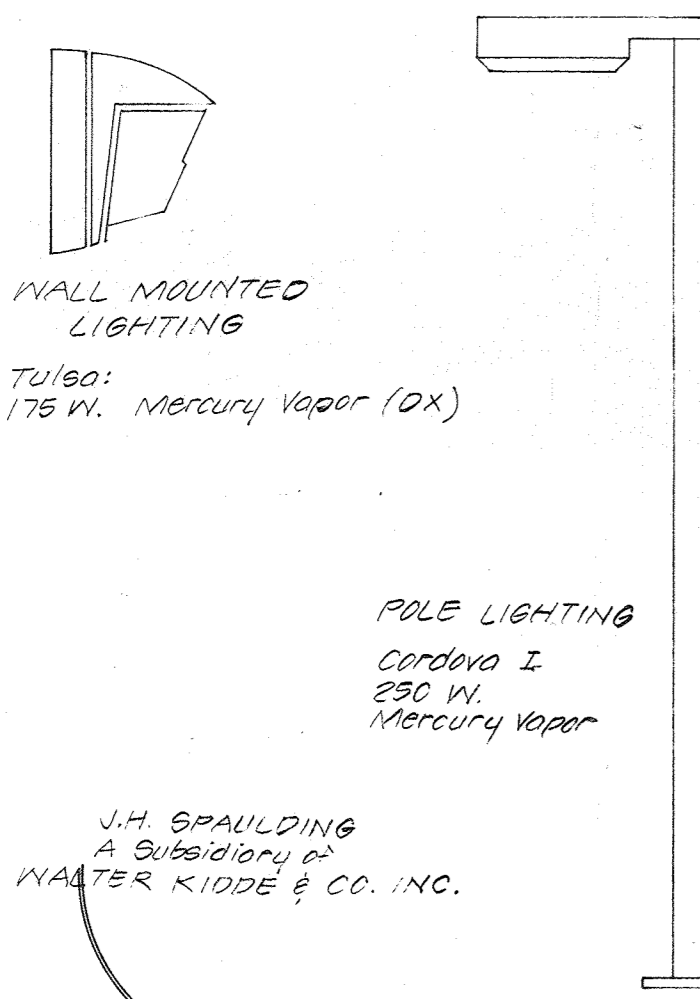 WALL MOUNTED
LIGHTING
Tulsa:
175 W. Mercury Vapor (DX)
POLE LIGHTING
Cordova I
250 W.
Mercury Vapor
J.H. SPAULDING
A Subsidiary of
WALTER KIDDE & CO. INC.